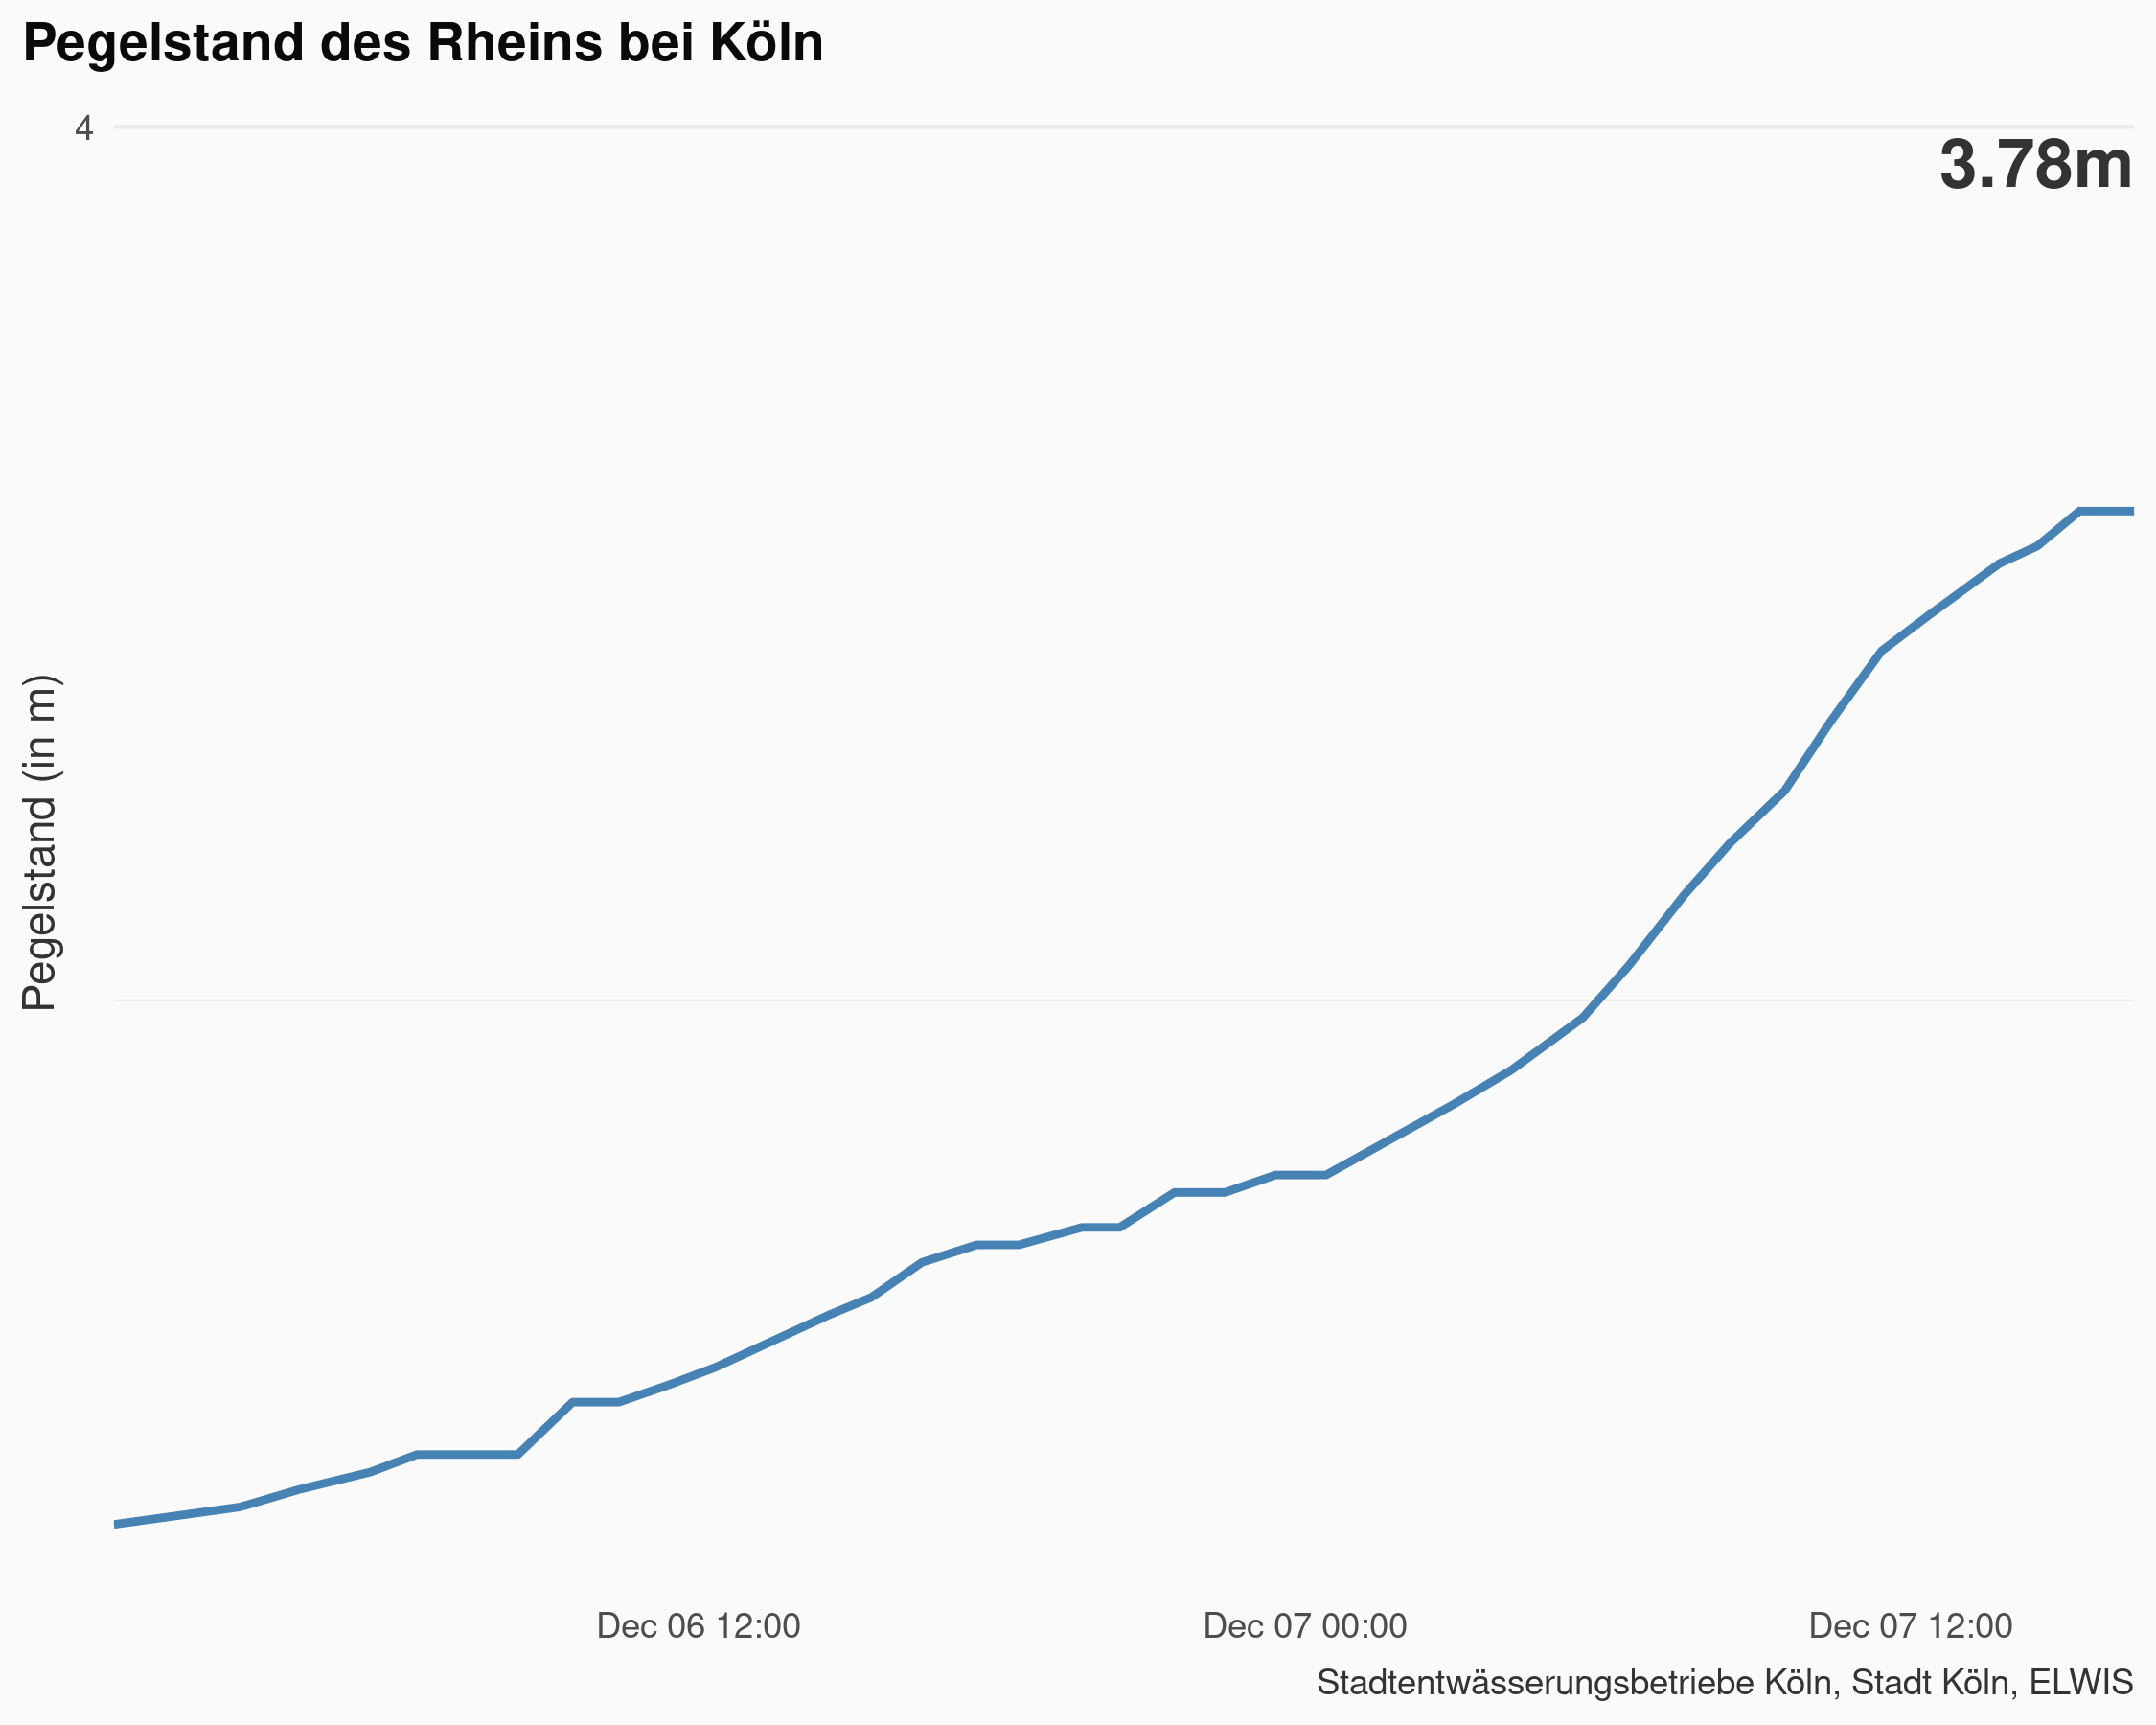 Pegelstand des Rheins bei Köln
4
3.78m
Pegelstand (in m)
Dec 06 12:00
Dec 07 00:00
Dec 07 12:00
Stadtentwässerungsbetriebe Köln, Stadt Köln, ELWIS